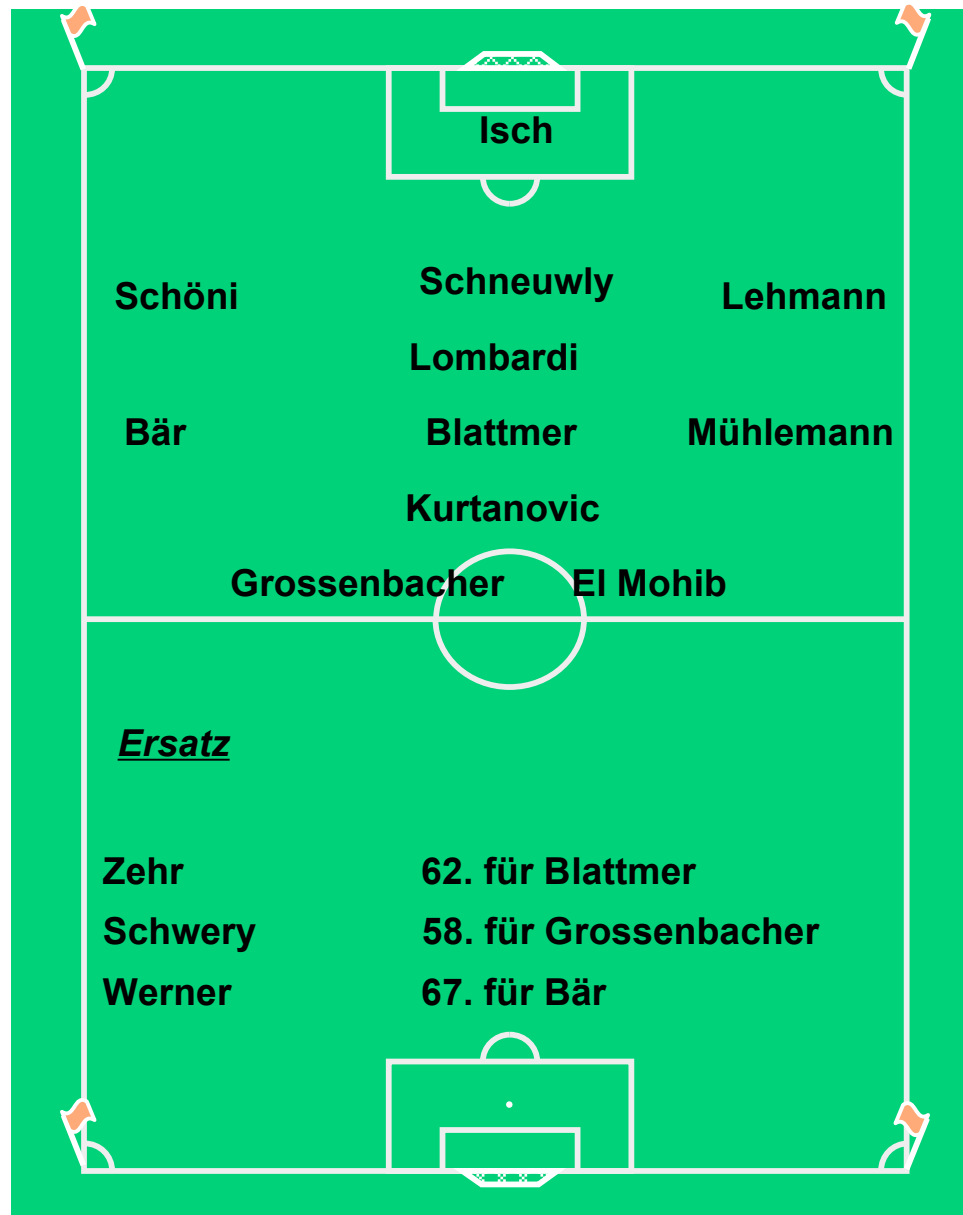 Isch
Schöni Schneuwly Lehmann
Lombardi
Bär Blattmer Mühlemann
Kurtanovic
Grossenbacher El Mohib
Ersatz
Zehr 62. für Blattmer
Schwery 58. für Grossenbacher
Werner 67. für Bär